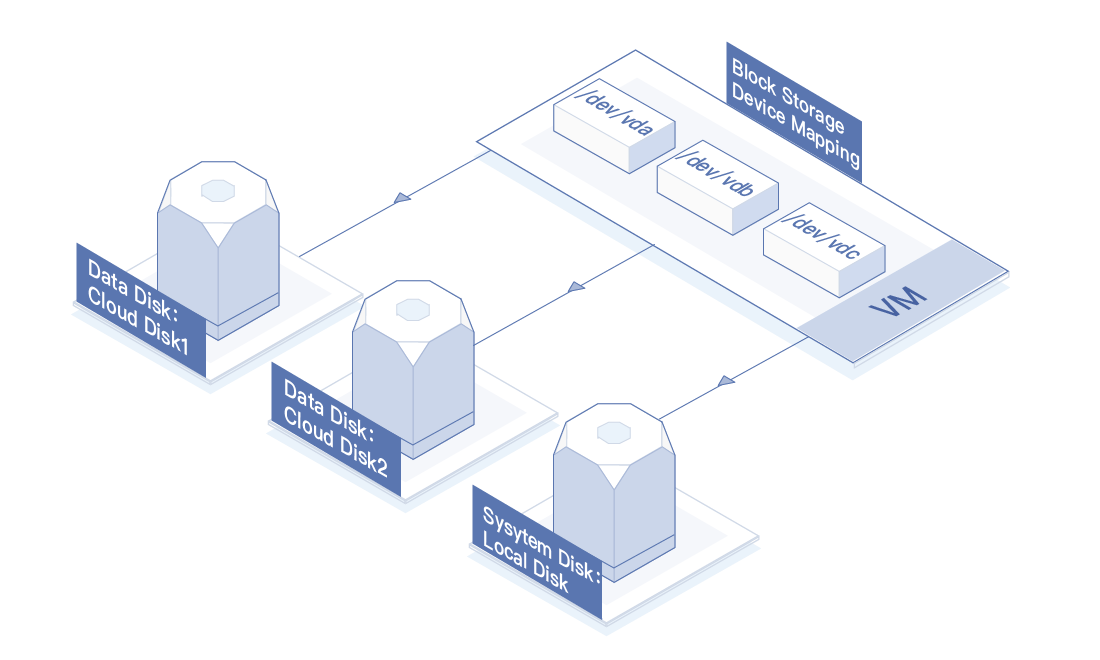 Block Storage
Device Mapping
/dev/vda
/dev/vdb
/dev/vdc
VM
Data Disk:
Cloud Disk1
Data Disk:
Cloud Disk2
Sysytem Disk:
Local Disk